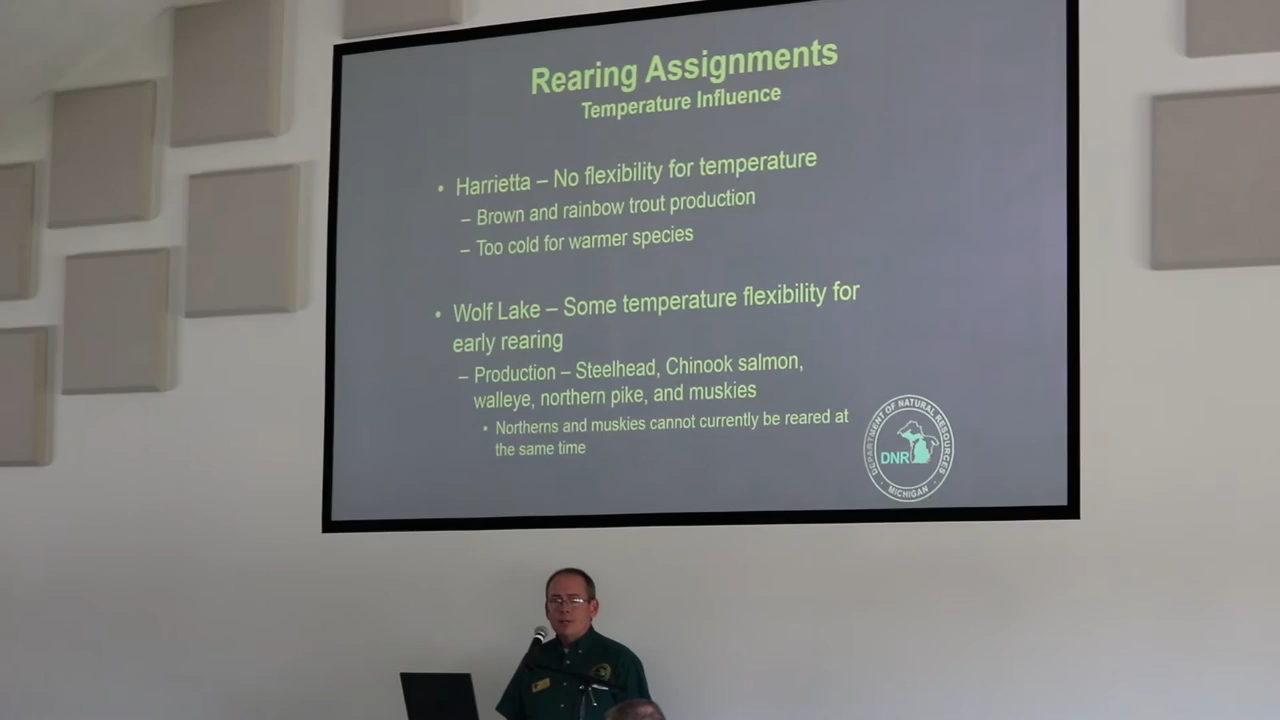 Rearing Assignments
Temperature Influence
• Harrietta – No flexibility for temperature
– Brown and rainbow trout production
– Too cold for warmer species
• Wolf Lake – Some temperature flexibility for
early rearing
– Production – Steelhead, Chinook salmon,
walleye, northern pike, and muskies
• Northerns and muskies cannot currently be reared at
the same time
DEPARTMENT OF NATURAL RESOURCES
DNR
MICHIGAN